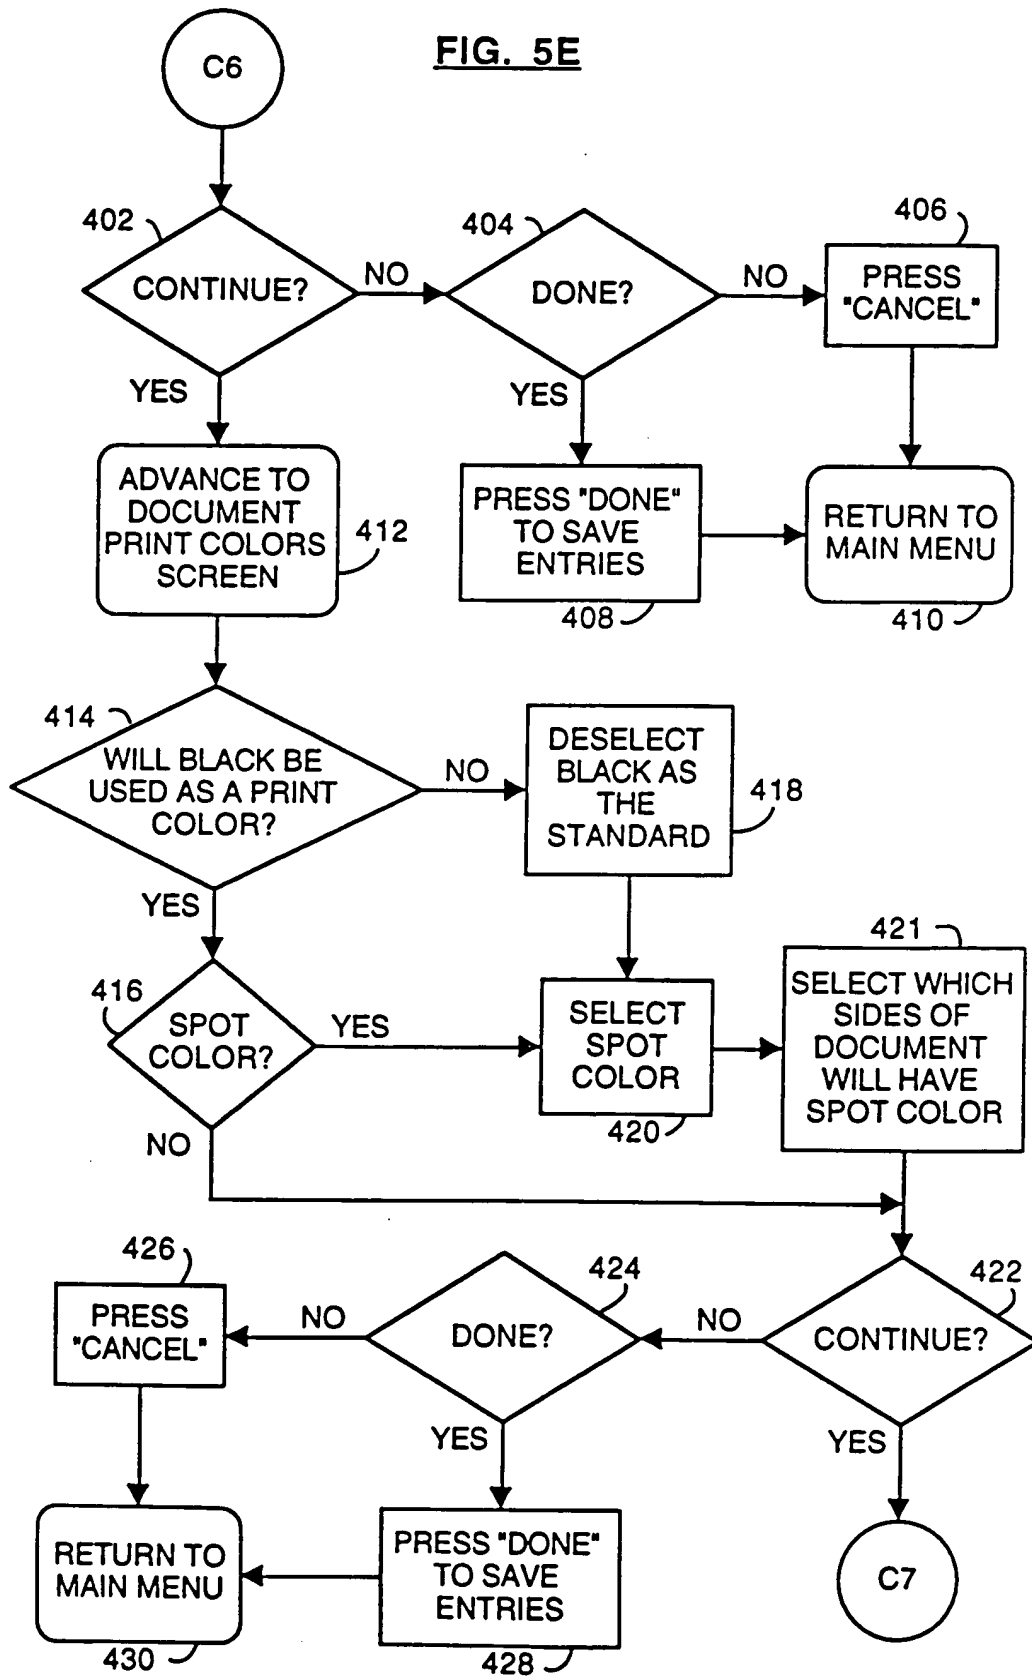 FIG. 5E
C6
402
CONTINUE?
NO
YES
404
DONE?
NO
YES
406
PRESS
"CANCEL"
PRESS "DONE"
TO SAVE
ENTRIES
408
RETURN TO
MAIN MENU
410
ADVANCE TO
DOCUMENT
PRINT COLORS
SCREEN
412
414
WILL BLACK BE
USED AS A PRINT
COLOR?
NO
YES
DESELECT
BLACK AS
THE
STANDARD
418
416
SPOT
COLOR?
YES
NO
SELECT
SPOT
COLOR
420
421
SELECT WHICH
SIDES OF
DOCUMENT
WILL HAVE
SPOT COLOR
422
CONTINUE?
NO
YES
424
DONE?
NO
YES
426
PRESS
"CANCEL"
RETURN TO
MAIN MENU
430
PRESS "DONE"
TO SAVE
ENTRIES
428
C7